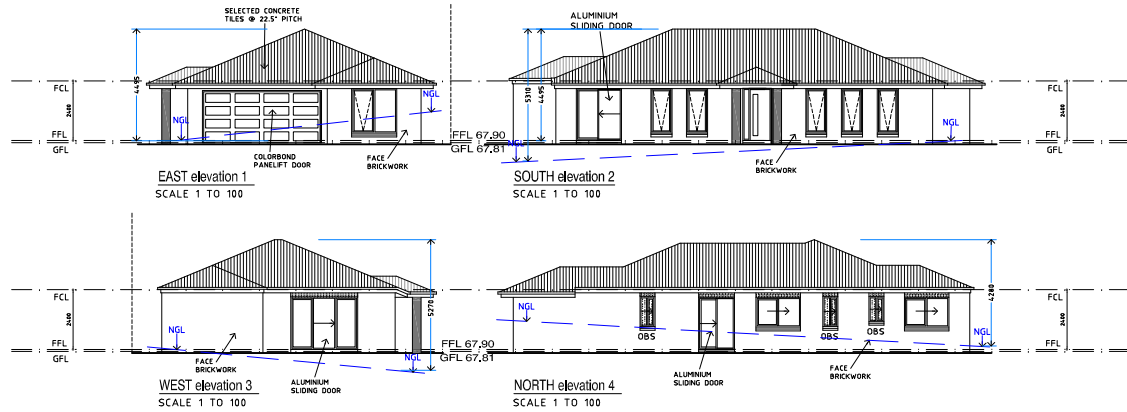 SELECTED CONCRETE
TILES @ 22.5° PITCH
4495
FCL
2400
FFL
GFL
NGL
NGL
COLORBOND
PANELIFT DOOR
FACE
BRICKWORK
FFL 67,90
GFL 67,81
EAST elevation 1
SCALE 1 TO 100
ALUMINIUM
SLIDING DOOR
5310
4495
NGL
NGL
FACE
BRICKWORK
FCL
2400
FFL
GFL
SOUTH elevation 2
SCALE 1 TO 100
FCL
2400
FFL
GFL
NGL
5270
NGL
FACE
BRICKWORK
ALUMINIUM
SLIDING DOOR
FFL 67,90
GFL 67,81
WEST elevation 3
SCALE 1 TO 100
NGL
OBS
OBS
OBS
4280
NGL
ALUMINIUM
SLIDING DOOR
FACE
BRICKWORK
FCL
2400
FFL
GFL
NORTH elevation 4
SCALE 1 TO 100